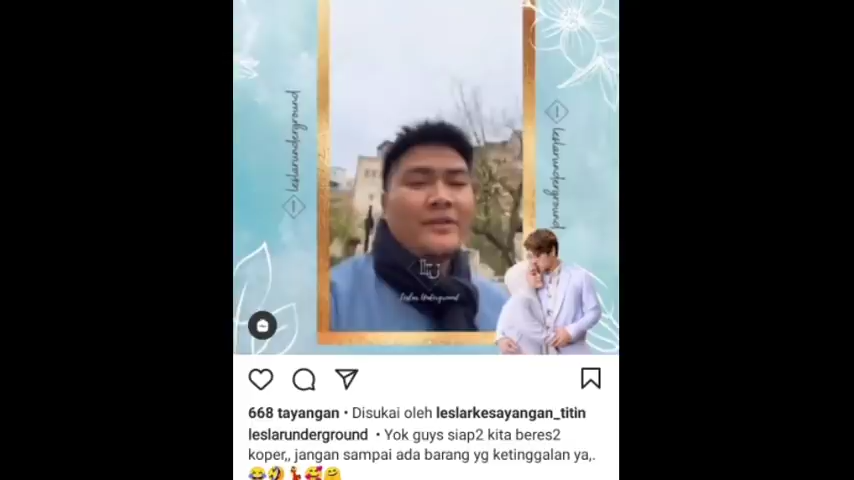 leslarunderground
leslarunderground
LU
Leslar Underground
668 tayangan • Disukai oleh leslarkesayangan_titin
leslarunderground • Yok guys siap2 kita beres2
koper,, jangan sampai ada barang yg ketinggalan ya,.
😂🤣💃🥰🤗